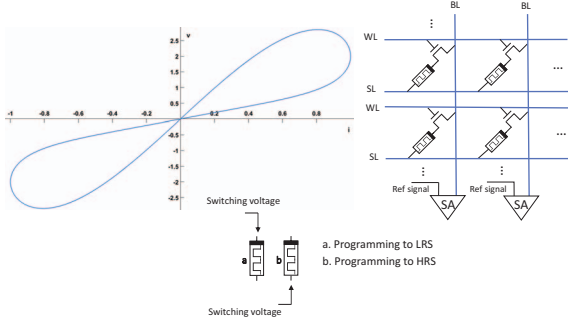 v
2.5
2
1.5
1
0.5
-1
-0.8
-0.6
-0.4
-0.2
0
0.2
0.4
0.6
0.8
i
-0.5
-1
-1.5
-2
-2.5
BL
BL
⋮
⋮
WL
...
SL
WL
...
SL
⋮
⋮
Ref signal
Ref signal
SA
SA
Switching voltage
a
b
a. Programming to LRS
b. Programming to HRS
Switching voltage